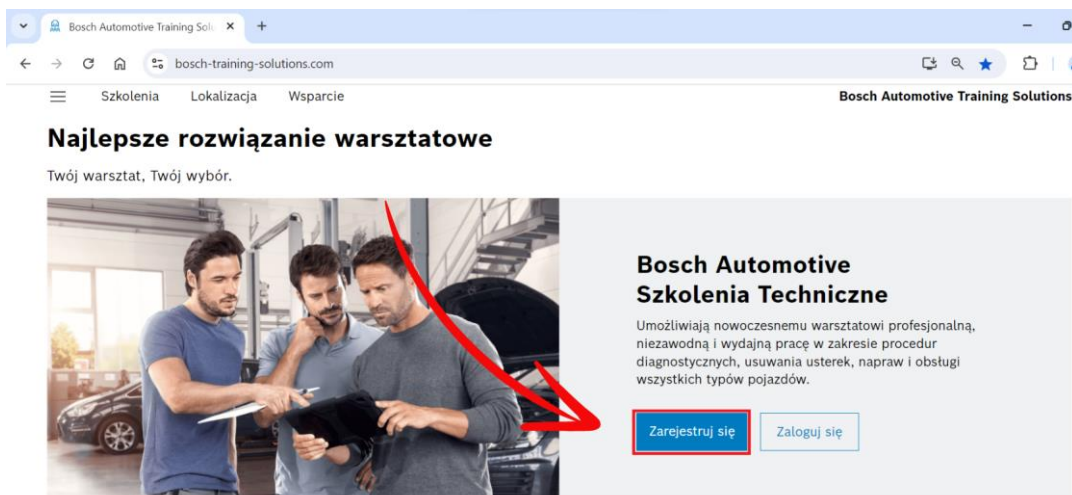 Bosch Automotive Training Sol
bosch-training-solutions.com
Szkolenia Lokalizacja Wsparcie Bosch Automotive Training Solutions
Najlepsze rozwiązanie warsztatowe
Twój warsztat, Twój wybór.
Bosch Automotive
Szkolenia Techniczne
Umożliwiają nowoczesnemu warsztatowi profesjonalną,
niezawodną i wydajną pracę w zakresie procedur
diagnostycznych, usuwania usterek, napraw i obsługi
wszystkich typów pojazdów.
Zarejestruj się Zaloguj się